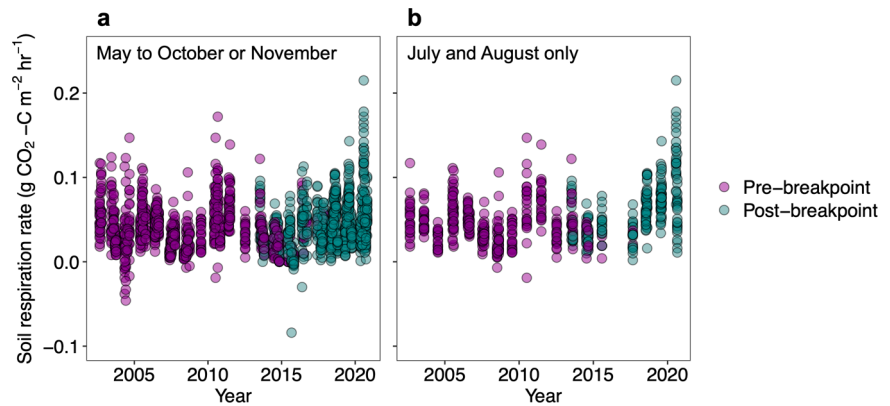 a
b
May to October or November
July and August only
Soil respiration rate (g CO₂ –C m⁻² hr⁻¹)
0.2
0.1
0.0
−0.1
2005
2010
2015
2020
Year
2005
2010
2015
2020
Year
Pre−breakpoint
Post−breakpoint